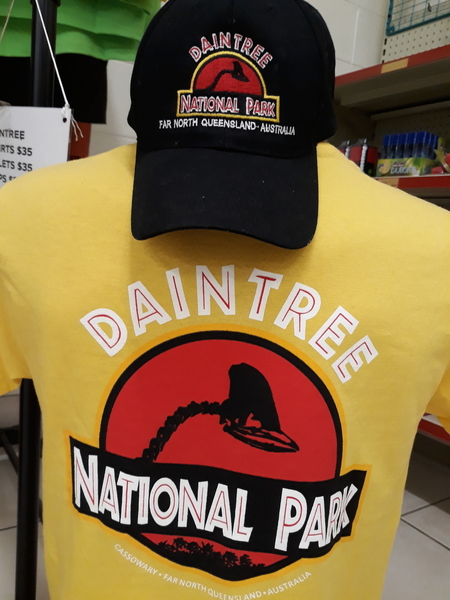 DAINTREE
NATIONAL PARK
FAR NORTH QUEENSLAND • AUSTRALIA
NTREE
RTS $35
LETS $35
PS $
DAINTREE
NATIONAL PARK
CASSOWARY • FAR NORTH QUEENSLAND • AUSTRALIA